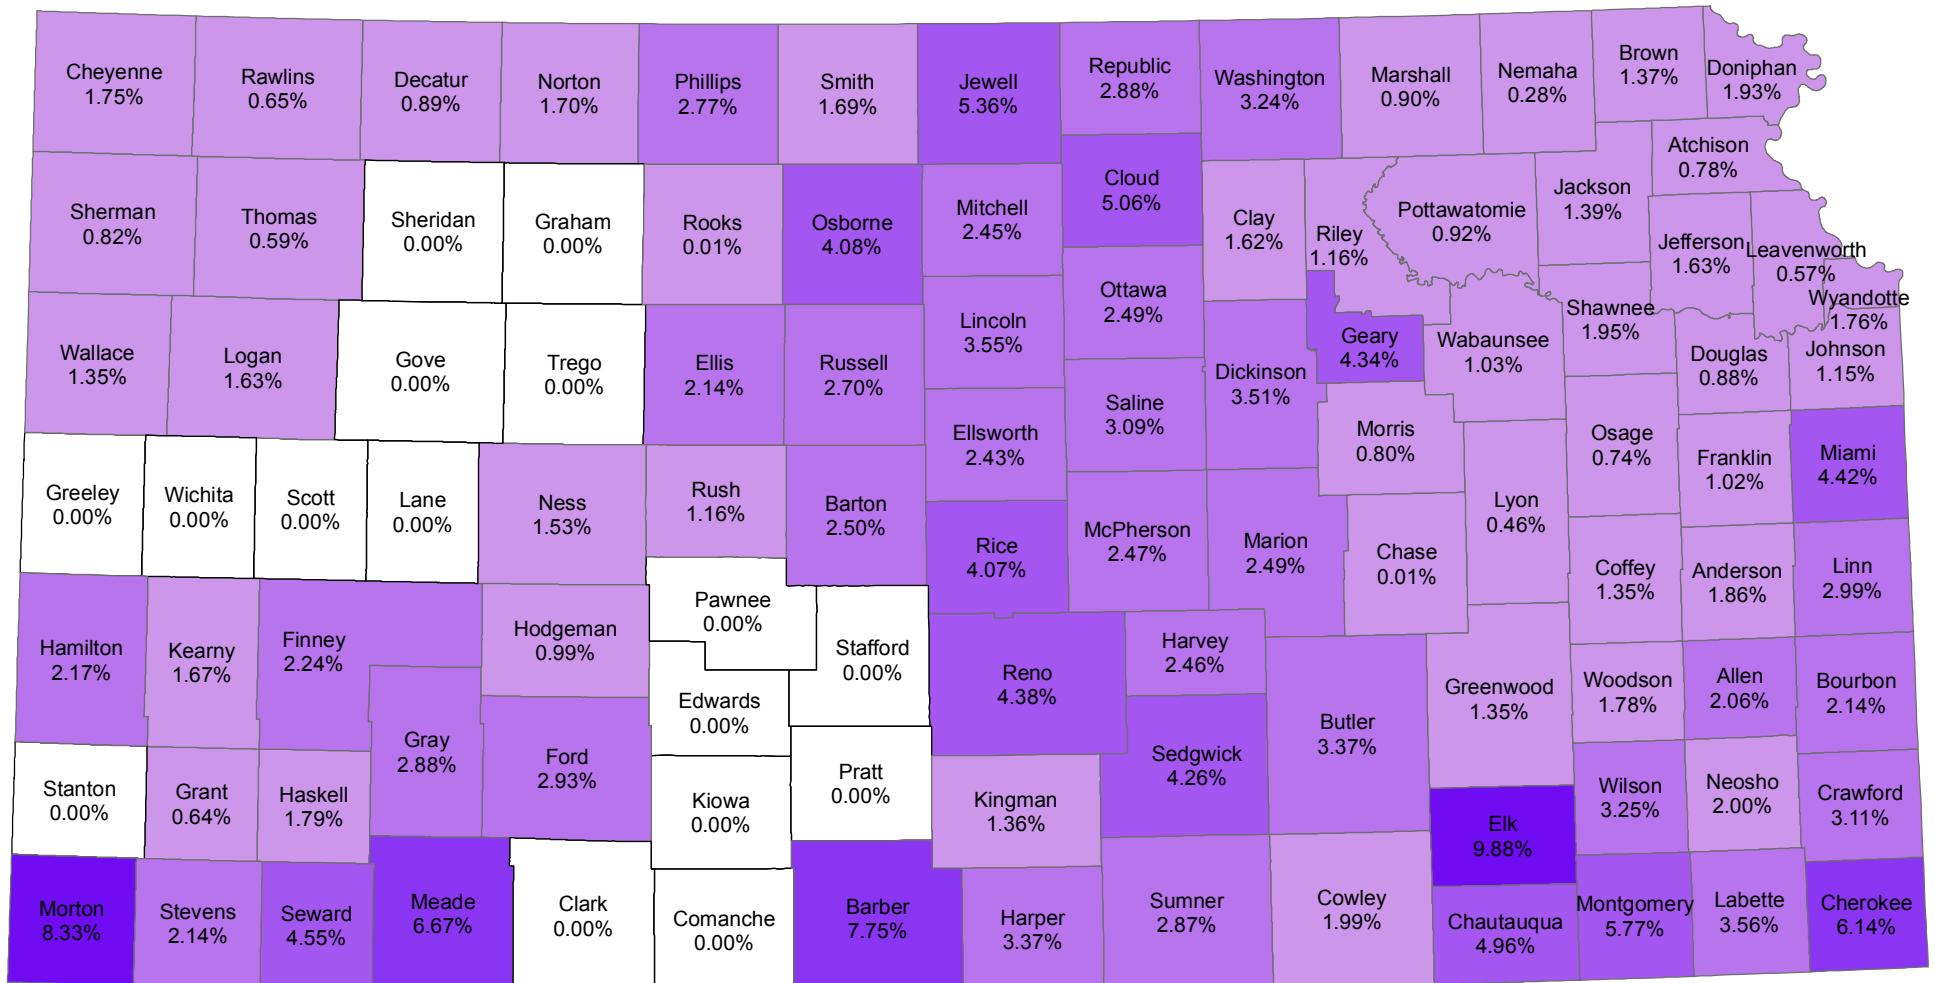 Cheyenne
1.75%
Rawlins
0.65%
Decatur
0.89%
Norton
1.70%
Phillips
2.77%
Smith
1.69%
Jewell
5.36%
Republic
2.88%
Washington
3.24%
Marshall
0.90%
Nemaha
0.28%
Brown
1.37%
Doniphan
1.93%
Sherman
0.82%
Thomas
0.59%
Sheridan
0.00%
Graham
0.00%
Rooks
0.01%
Osborne
4.08%
Mitchell
2.45%
Cloud
5.06%
Clay
1.62%
Riley
1.16%
Pottawatomie
0.92%
Jackson
1.39%
Atchison
0.78%
Jefferson
1.63%
Leavenworth
0.57%
Wyandotte
1.76%
Wallace
1.35%
Logan
1.63%
Gove
0.00%
Trego
0.00%
Ellis
2.14%
Russell
2.70%
Lincoln
3.55%
Ottawa
2.49%
Dickinson
3.51%
Geary
4.34%
Wabaunsee
1.03%
Shawnee
1.95%
Douglas
0.88%
Johnson
1.15%
Greeley
0.00%
Wichita
0.00%
Scott
0.00%
Lane
0.00%
Ness
1.53%
Rush
1.16%
Barton
2.50%
Ellsworth
2.43%
Saline
3.09%
Morris
0.80%
Lyon
0.46%
Osage
0.74%
Franklin
1.02%
Miami
4.42%
Rice
4.07%
McPherson
2.47%
Marion
2.49%
Chase
0.01%
Coffey
1.35%
Anderson
1.86%
Linn
2.99%
Hamilton
2.17%
Kearny
1.67%
Finney
2.24%
Hodgeman
0.99%
Pawnee
0.00%
Stafford
0.00%
Edwards
0.00%
Reno
4.38%
Harvey
2.46%
Butler
3.37%
Greenwood
1.35%
Woodson
1.78%
Allen
2.06%
Bourbon
2.14%
Stanton
0.00%
Grant
0.64%
Haskell
1.79%
Gray
2.88%
Ford
2.93%
Kiowa
0.00%
Pratt
0.00%
Kingman
1.36%
Sedgwick
4.26%
Elk
9.88%
Wilson
3.25%
Neosho
2.00%
Crawford
3.11%
Morton
8.33%
Stevens
2.14%
Seward
4.55%
Meade
6.67%
Clark
0.00%
Comanche
0.00%
Barber
7.75%
Harper
3.37%
Sumner
2.87%
Cowley
1.99%
Chautauqua
4.96%
Montgomery
5.77%
Labette
3.56%
Cherokee
6.14%